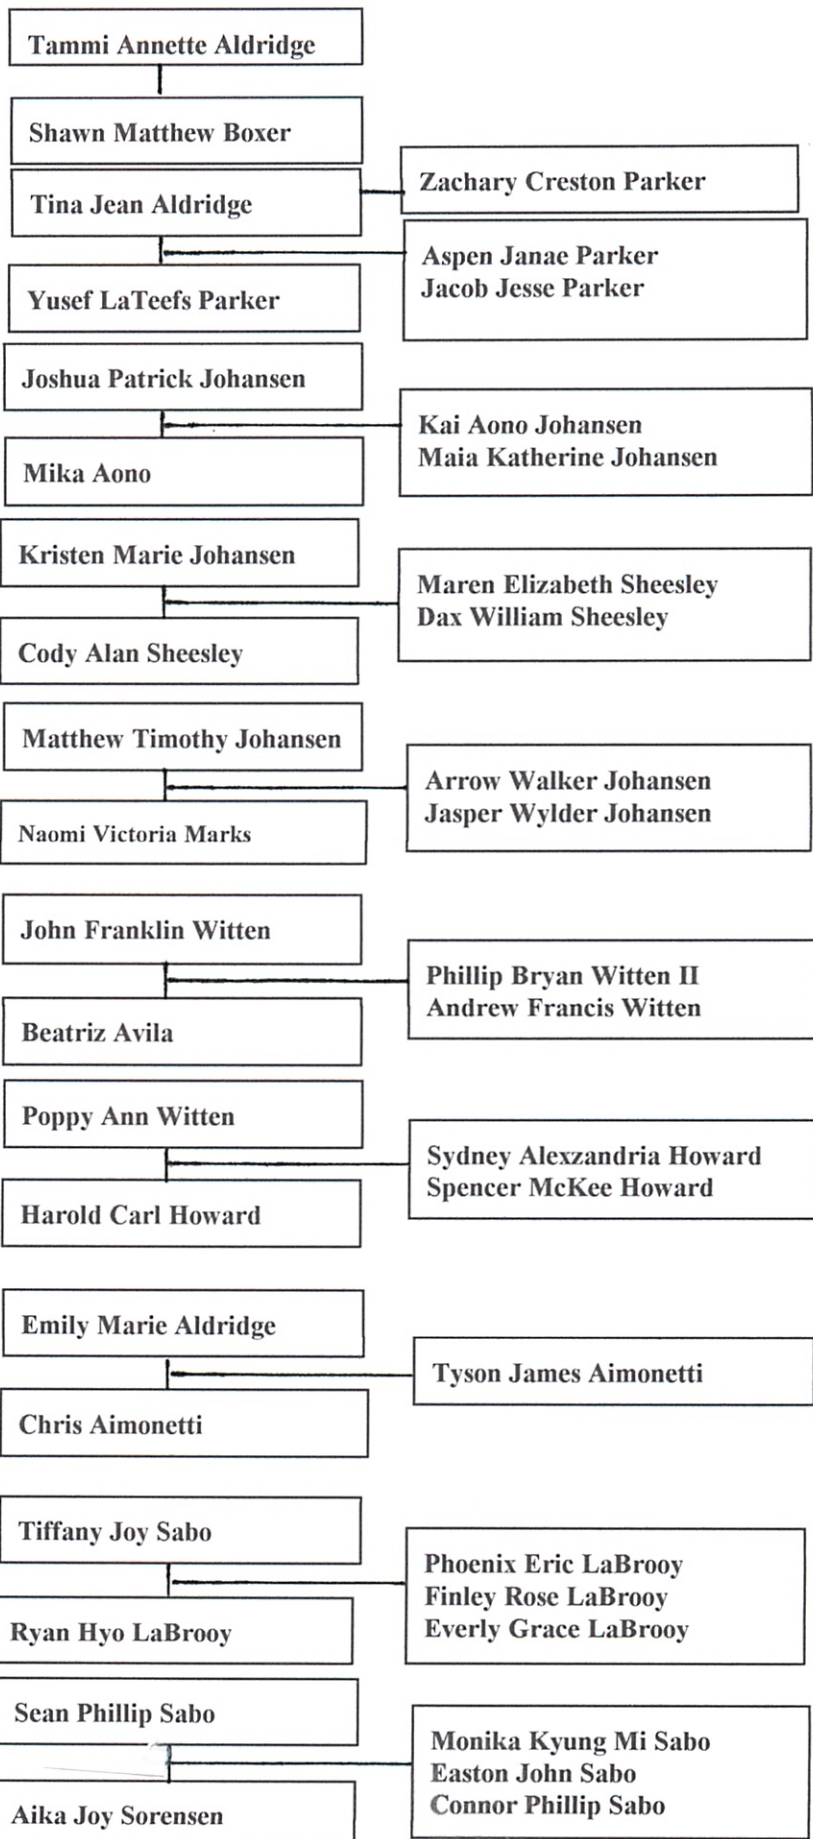 Tammi Annette Aldridge
Shawn Matthew Boxer
Tina Jean Aldridge
Zachary Creston Parker
Yusef LaTeefs Parker
Aspen Janae Parker
Jacob Jesse Parker
Joshua Patrick Johansen
Mika Aono
Kai Aono Johansen
Maia Katherine Johansen
Kristen Marie Johansen
Cody Alan Sheesley
Maren Elizabeth Sheesley
Dax William Sheesley
Matthew Timothy Johansen
Naomi Victoria Marks
Arrow Walker Johansen
Jasper Wylder Johansen
John Franklin Witten
Beatriz Avila
Phillip Bryan Witten II
Andrew Francis Witten
Poppy Ann Witten
Harold Carl Howard
Sydney Alexzandria Howard
Spencer McKee Howard
Emily Marie Aldridge
Chris Aimonetti
Tyson James Aimonetti
Tiffany Joy Sabo
Ryan Hyo LaBrooy
Phoenix Eric LaBrooy
Finley Rose LaBrooy
Everly Grace LaBrooy
Sean Phillip Sabo
Aika Joy Sorensen
Monika Kyung Mi Sabo
Easton John Sabo
Connor Phillip Sabo